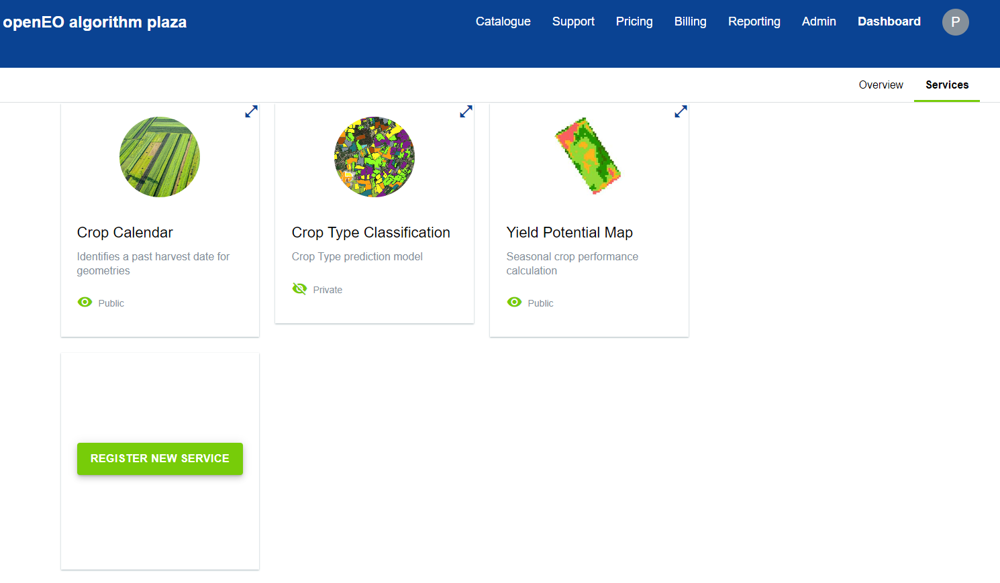 openEO algorithm plaza
Catalogue Support Pricing Billing Reporting Admin Dashboard P
Overview Services
Crop Calendar
Identifies a past harvest date for
geometries
Public
Crop Type Classification
Crop Type prediction model
Private
Yield Potential Map
Seasonal crop performance
calculation
Public
REGISTER NEW SERVICE